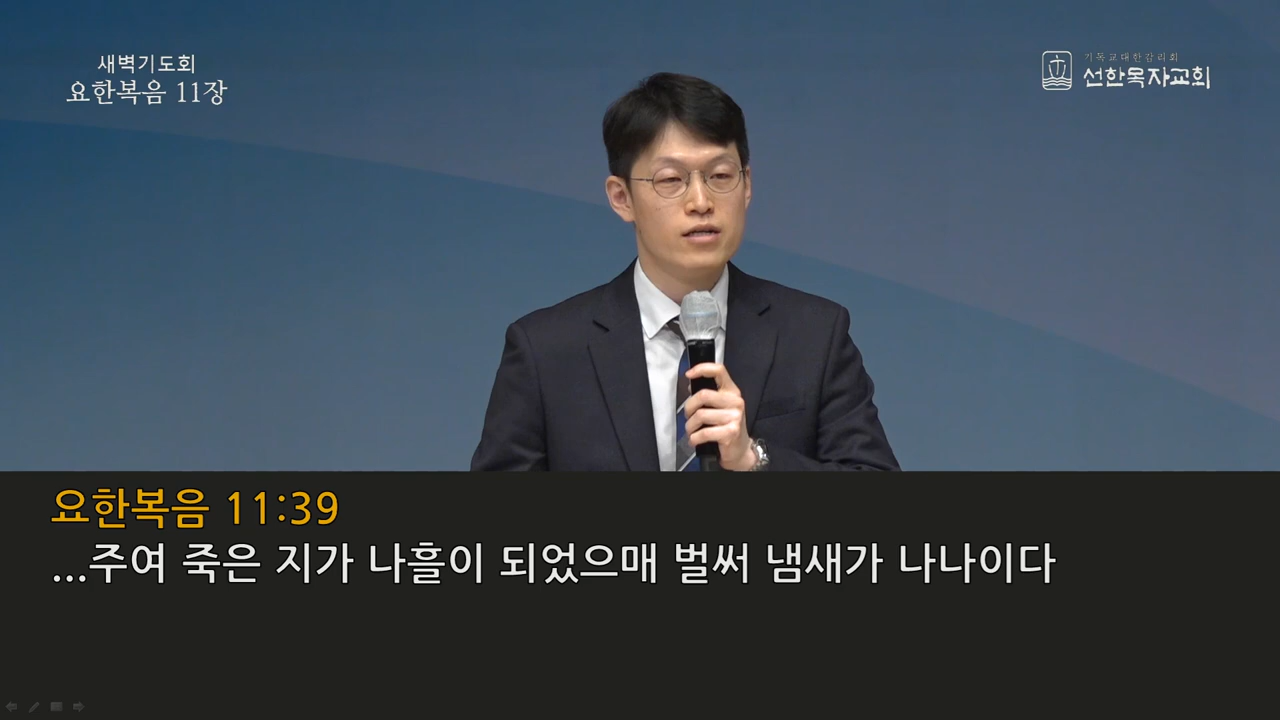 새벽기도회
요한복음 11장
기독교대한감리회
선한목자교회
요한복음 11:39
...주여 죽은 지가 나흘이 되었으매 벌써 냄새가 나나이다